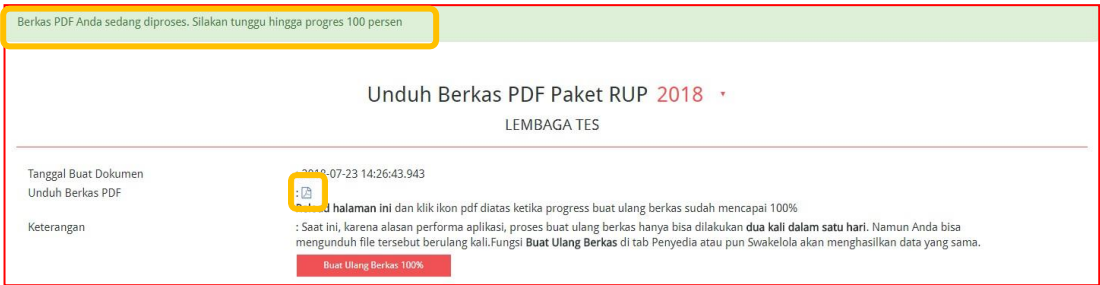 Berkas PDF Anda sedang diproses. Silakan tunggu hingga progres 100 persen
Unduh Berkas PDF Paket RUP 2018
LEMBAGA TES
Tanggal Buat Dokumen : 2018-07-23 14:26:43.943
Unduh Berkas PDF :
Reload halaman ini dan klik ikon pdf diatas ketika progress buat ulang berkas sudah mencapai 100%
Keterangan : Saat ini, karena alasan performa aplikasi, proses buat ulang berkas hanya bisa dilakukan dua kali dalam satu hari. Namun Anda bisa
mengunduh file tersebut berulang kali.Fungsi Buat Ulang Berkas di tab Penyedia atau pun Swakelola akan menghasilkan data yang sama.
Buat Ulang Berkas 100%